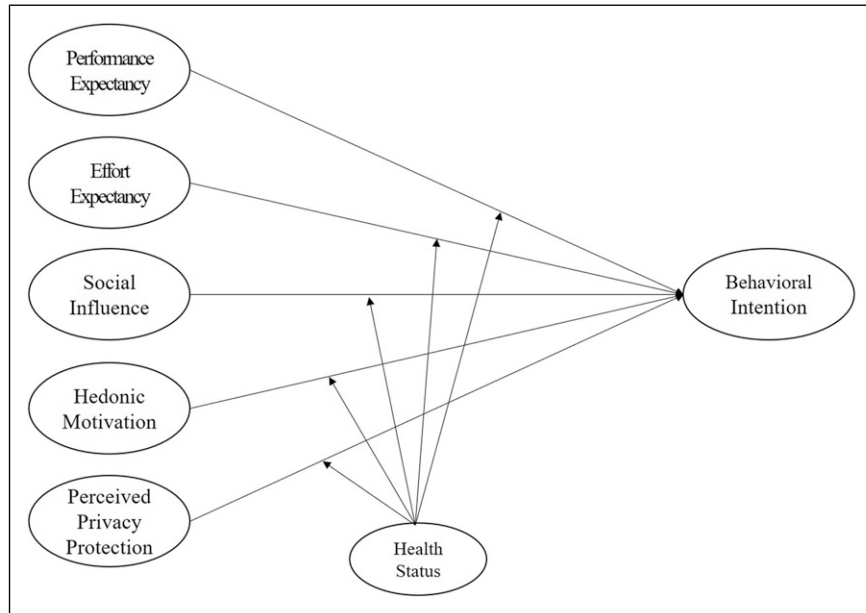 Performance
Expectancy
Effort
Expectancy
Social
Influence
Hedonic
Motivation
Perceived
Privacy
Protection
Health
Status
Behavioral
Intention